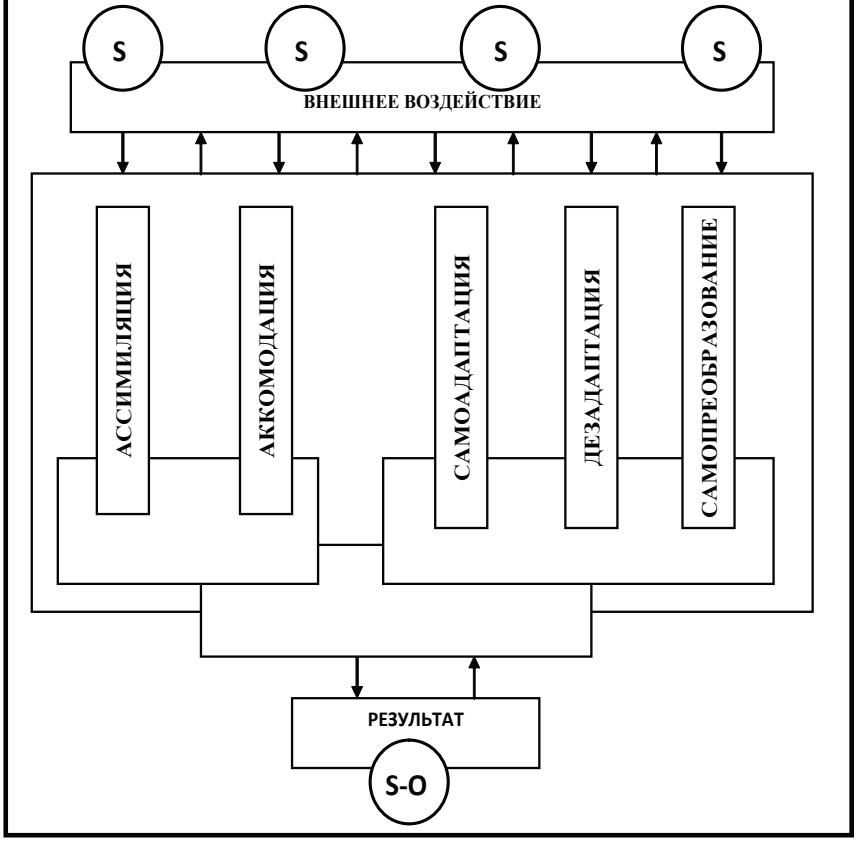 S
S
S
S
ВНЕШНЕЕ ВОЗДЕЙСТВИЕ
АССИМИЛЯЦИЯ
АККОМОДАЦИЯ
САМОАДАПТАЦИЯ
ДЕЗАДАПТАЦИЯ
САМОПРЕОБРАЗОВАНИЕ
РЕЗУЛЬТАТ
S-O